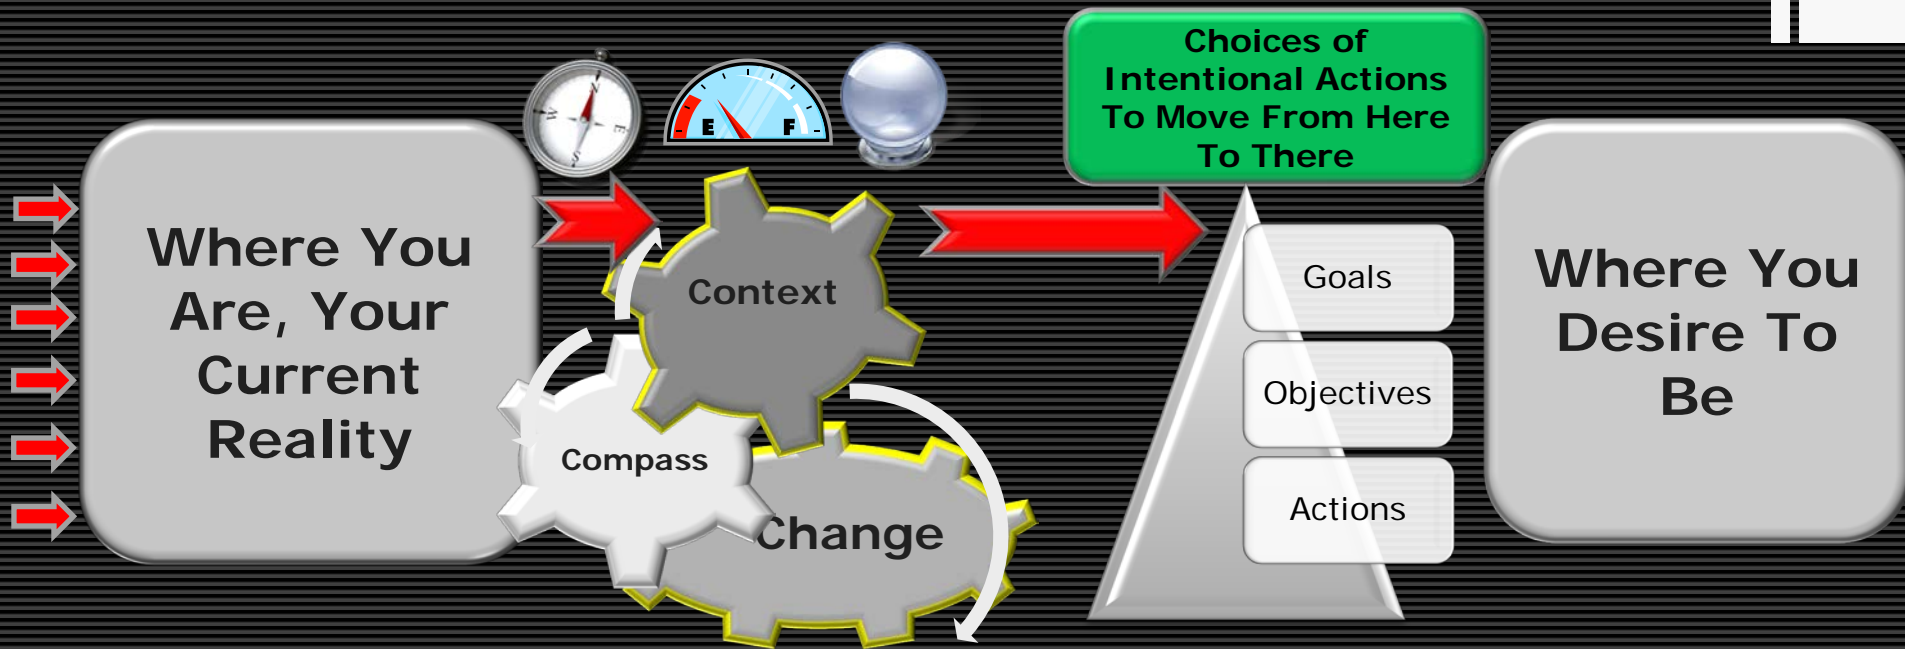 Where You
Are, Your
Current
Reality
N
E
S
W
E F
Context
Compass
Change
Choices of
Intentional Actions
To Move From Here
To There
Goals
Objectives
Actions
Where You
Desire To
Be